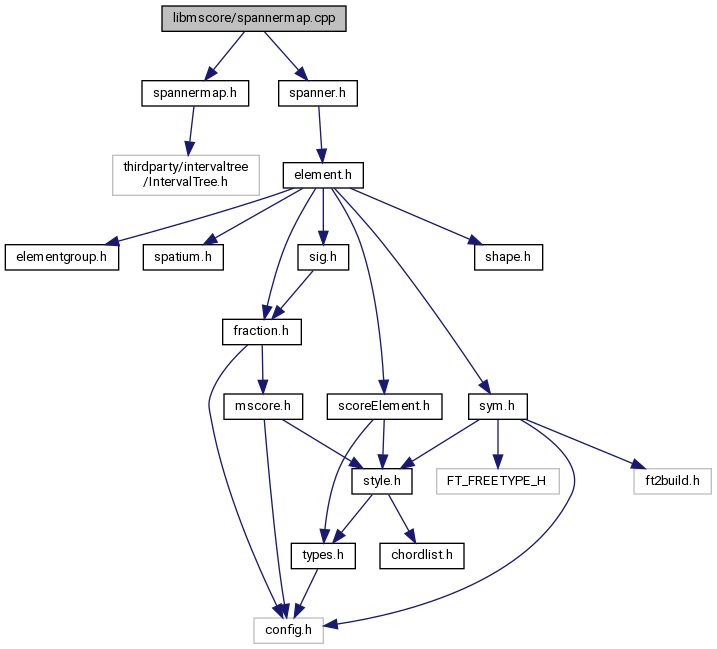 libmscore/spannermap.cpp
spannermap.h
spanner.h
thirdparty/intervaltree
/IntervalTree.h
element.h
elementgroup.h
spatium.h
sig.h
shape.h
fraction.h
mscore.h
scoreElement.h
sym.h
style.h
FT_FREETYPE_H
ft2build.h
types.h
chordlist.h
config.h